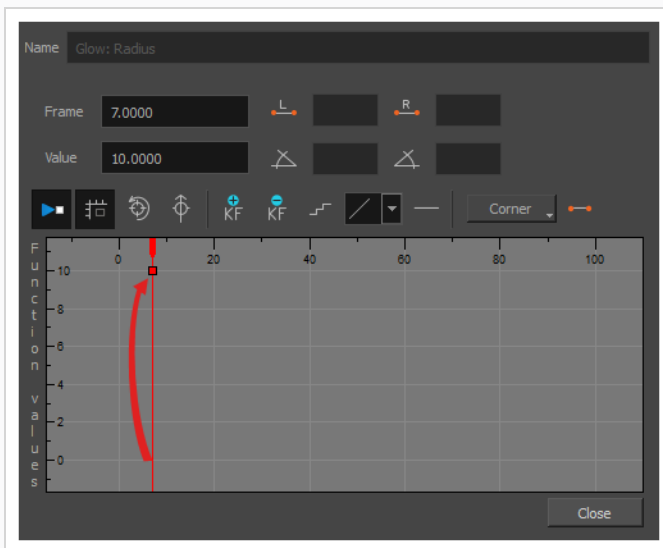 Name Glow: Radius
Frame 7.0000 L R
Value 10.0000
KF KF Corner
0 20 40 60 80 100
Function values
10
8
6
4
2
0
Close